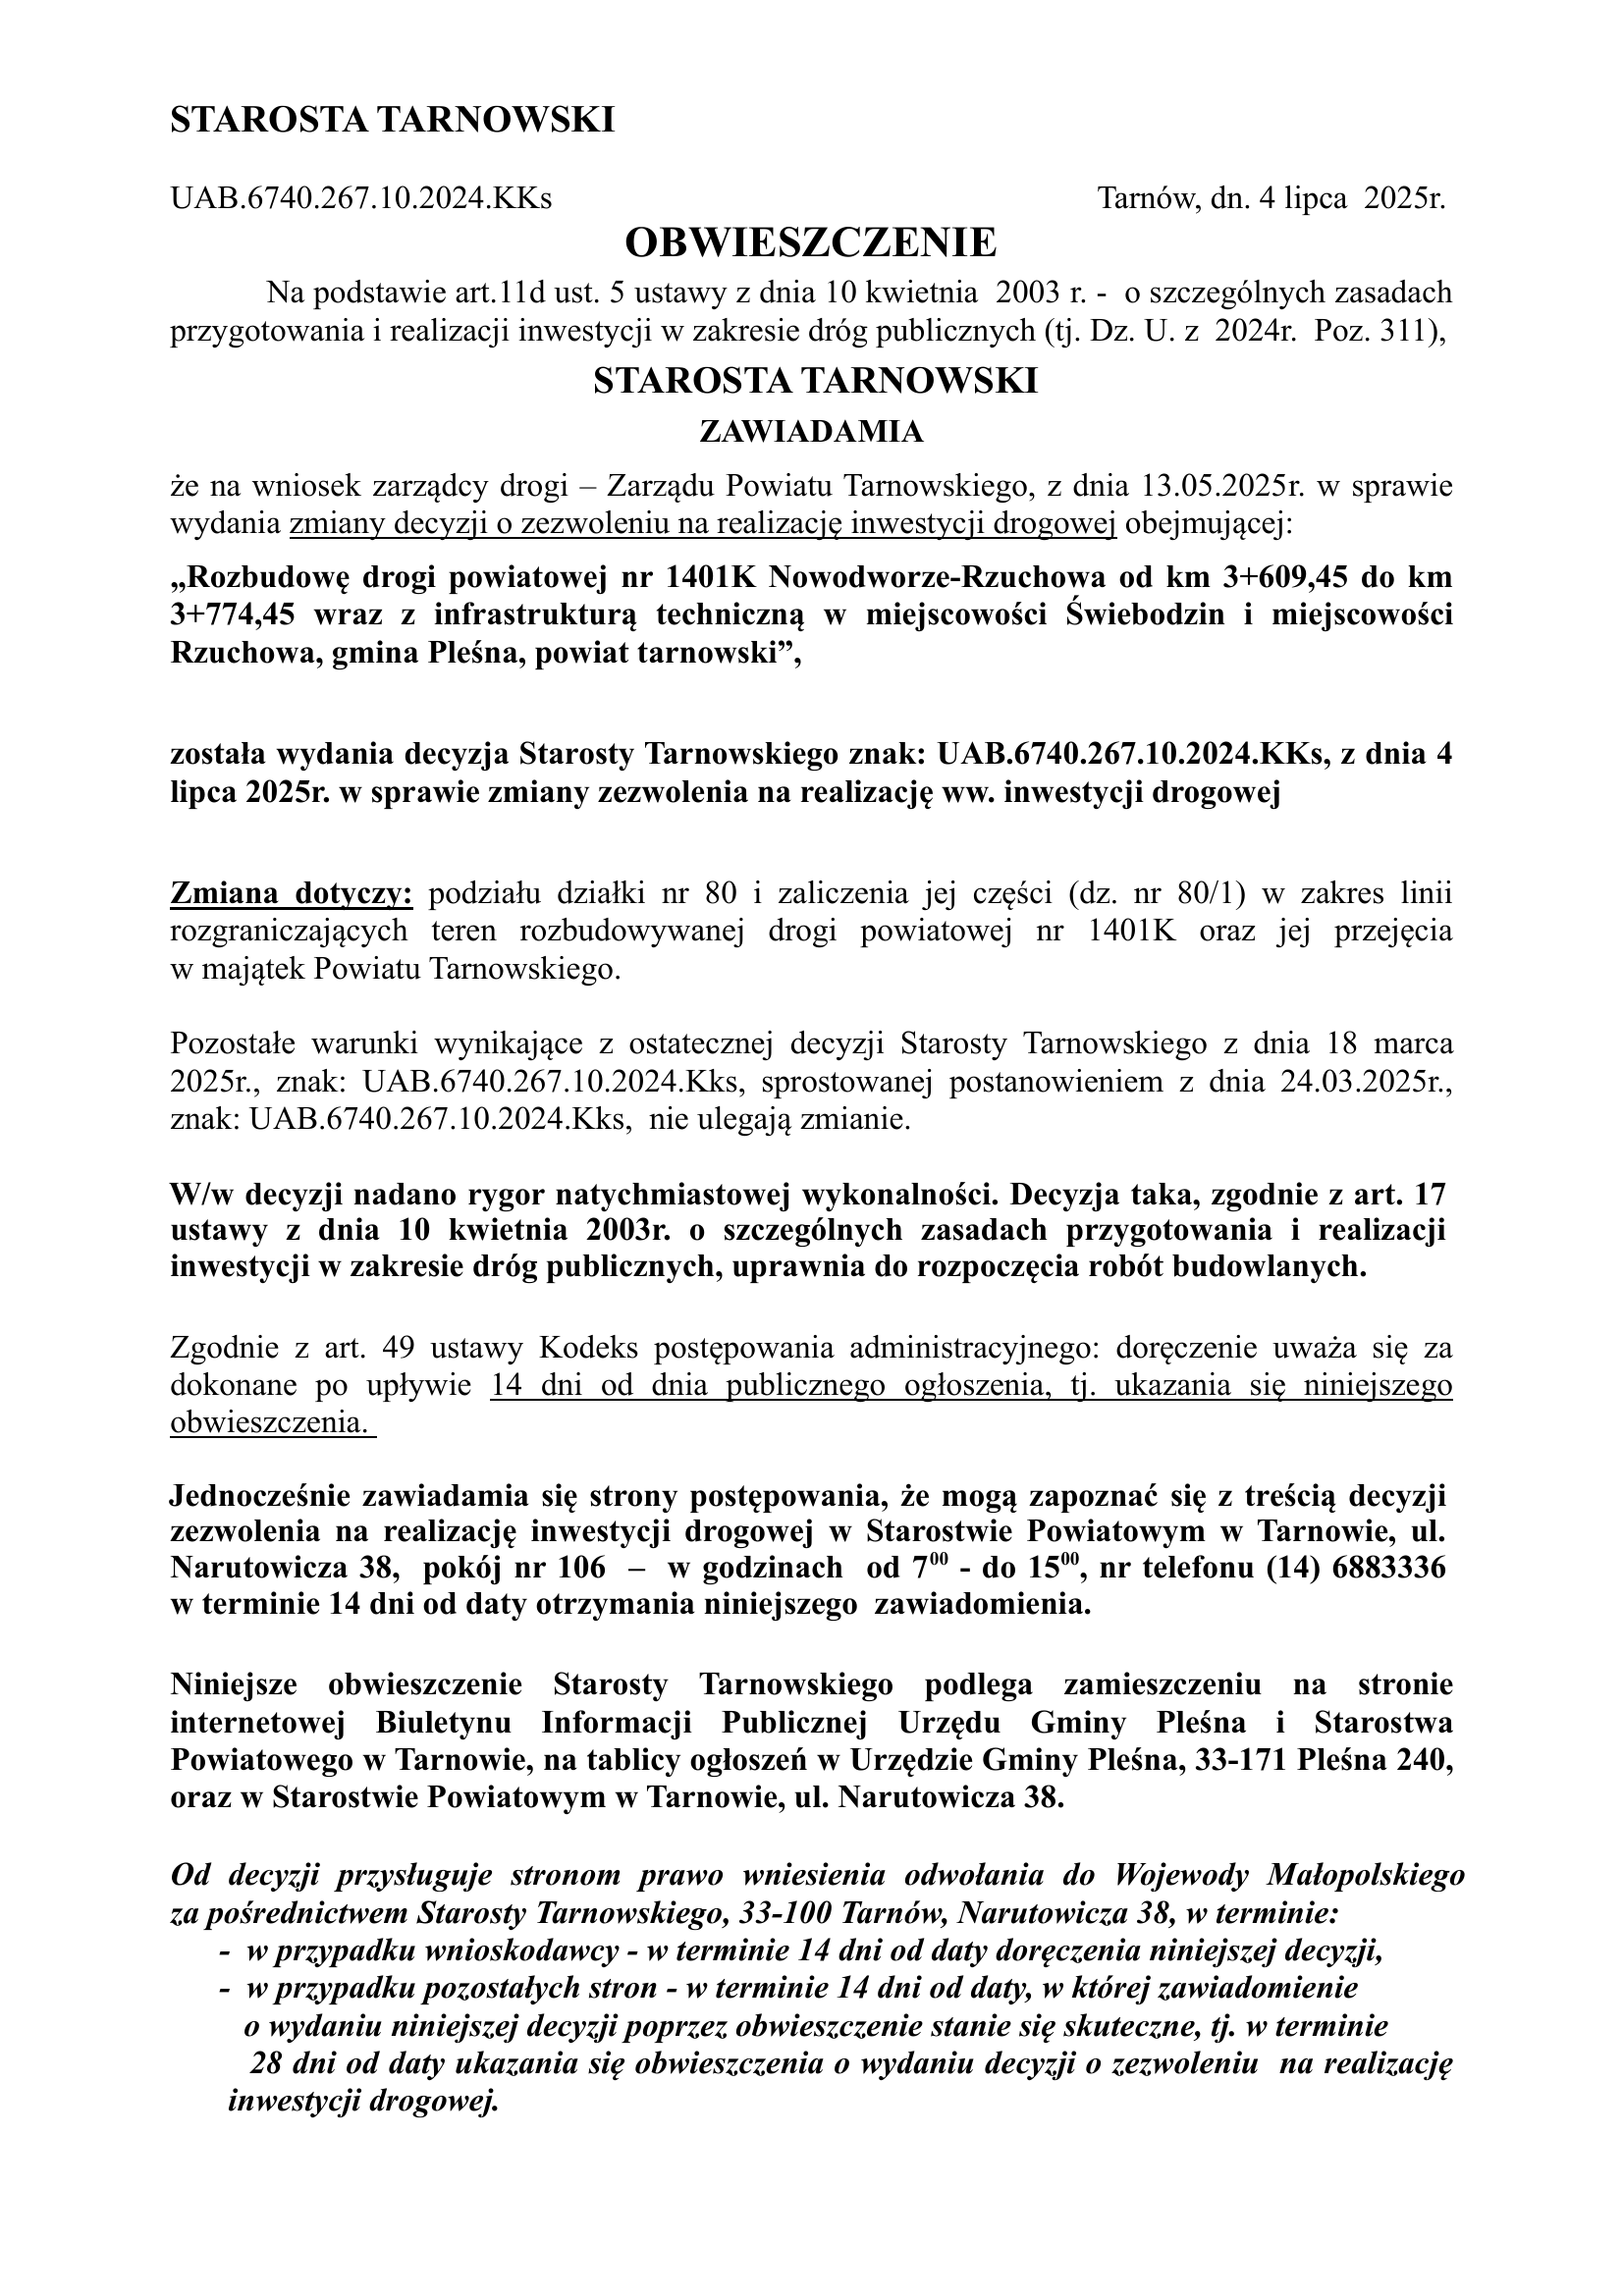 STAROSTA TARNOWSKI
UAB.6740.267.10.2024.KKs Tarnów, dn. 4 lipca 2025r.
OBWIESZCZENIE
Na podstawie art.11d ust. 5 ustawy z dnia 10 kwietnia 2003 r. - o szczególnych zasadach
przygotowania i realizacji inwestycji w zakresie dróg publicznych (tj. Dz. U. z 2024r. Poz. 311),
STAROSTA TARNOWSKI
ZAWIADAMIA
że na wniosek zarządcy drogi – Zarządu Powiatu Tarnowskiego, z dnia 13.05.2025r. w sprawie
wydania zmiany decyzji o zezwoleniu na realizację inwestycji drogowej obejmującej:
„Rozbudowę drogi powiatowej nr 1401K Nowodworze-Rzuchowa od km 3+609,45 do km
3+774,45 wraz z infrastrukturą techniczną w miejscowości Świebodzin i miejscowości
Rzuchowa, gmina Pleśna, powiat tarnowski”,
została wydania decyzja Starosty Tarnowskiego znak: UAB.6740.267.10.2024.KKs, z dnia 4
lipca 2025r. w sprawie zmiany zezwolenia na realizację ww. inwestycji drogowej
Zmiana dotyczy: podziału działki nr 80 i zaliczenia jej części (dz. nr 80/1) w zakres linii
rozgraniczających teren rozbudowywanej drogi powiatowej nr 1401K oraz jej przejęcia
w majątek Powiatu Tarnowskiego.
Pozostałe warunki wynikające z ostatecznej decyzji Starosty Tarnowskiego z dnia 18 marca
2025r., znak: UAB.6740.267.10.2024.Kks, sprostowanej postanowieniem z dnia 24.03.2025r.,
znak: UAB.6740.267.10.2024.Kks, nie ulegają zmianie.
W/w decyzji nadano rygor natychmiastowej wykonalności. Decyzja taka, zgodnie z art. 17
ustawy z dnia 10 kwietnia 2003r. o szczególnych zasadach przygotowania i realizacji
inwestycji w zakresie dróg publicznych, uprawnia do rozpoczęcia robót budowlanych.
Zgodnie z art. 49 ustawy Kodeks postępowania administracyjnego: doręczenie uważa się za
dokonane po upływie 14 dni od dnia publicznego ogłoszenia, tj. ukazania się niniejszego
obwieszczenia.
Jednocześnie zawiadamia się strony postępowania, że mogą zapoznać się z treścią decyzji
zezwolenia na realizację inwestycji drogowej w Starostwie Powiatowym w Tarnowie, ul.
Narutowicza 38, pokój nr 106 – w godzinach od 7⁰⁰ - do 15⁰⁰, nr telefonu (14) 6883336
w terminie 14 dni od daty otrzymania niniejszego zawiadomienia.
Niniejsze obwieszczenie Starosty Tarnowskiego podlega zamieszczeniu na stronie
internetowej Biuletynu Informacji Publicznej Urzędu Gminy Pleśna i Starostwa
Powiatowego w Tarnowie, na tablicy ogłoszeń w Urzędzie Gminy Pleśna, 33-171 Pleśna 240,
oraz w Starostwie Powiatowym w Tarnowie, ul. Narutowicza 38.
Od decyzji przysługuje stronom prawo wniesienia odwołania do Wojewody Małopolskiego
za pośrednictwem Starosty Tarnowskiego, 33-100 Tarnów, Narutowicza 38, w terminie:
- w przypadku wnioskodawcy - w terminie 14 dni od daty doręczenia niniejszej decyzji,
- w przypadku pozostałych stron - w terminie 14 dni od daty, w której zawiadomienie
o wydaniu niniejszej decyzji poprzez obwieszczenie stanie się skuteczne, tj. w terminie
28 dni od daty ukazania się obwieszczenia o wydaniu decyzji o zezwoleniu na realizację
inwestycji drogowej.